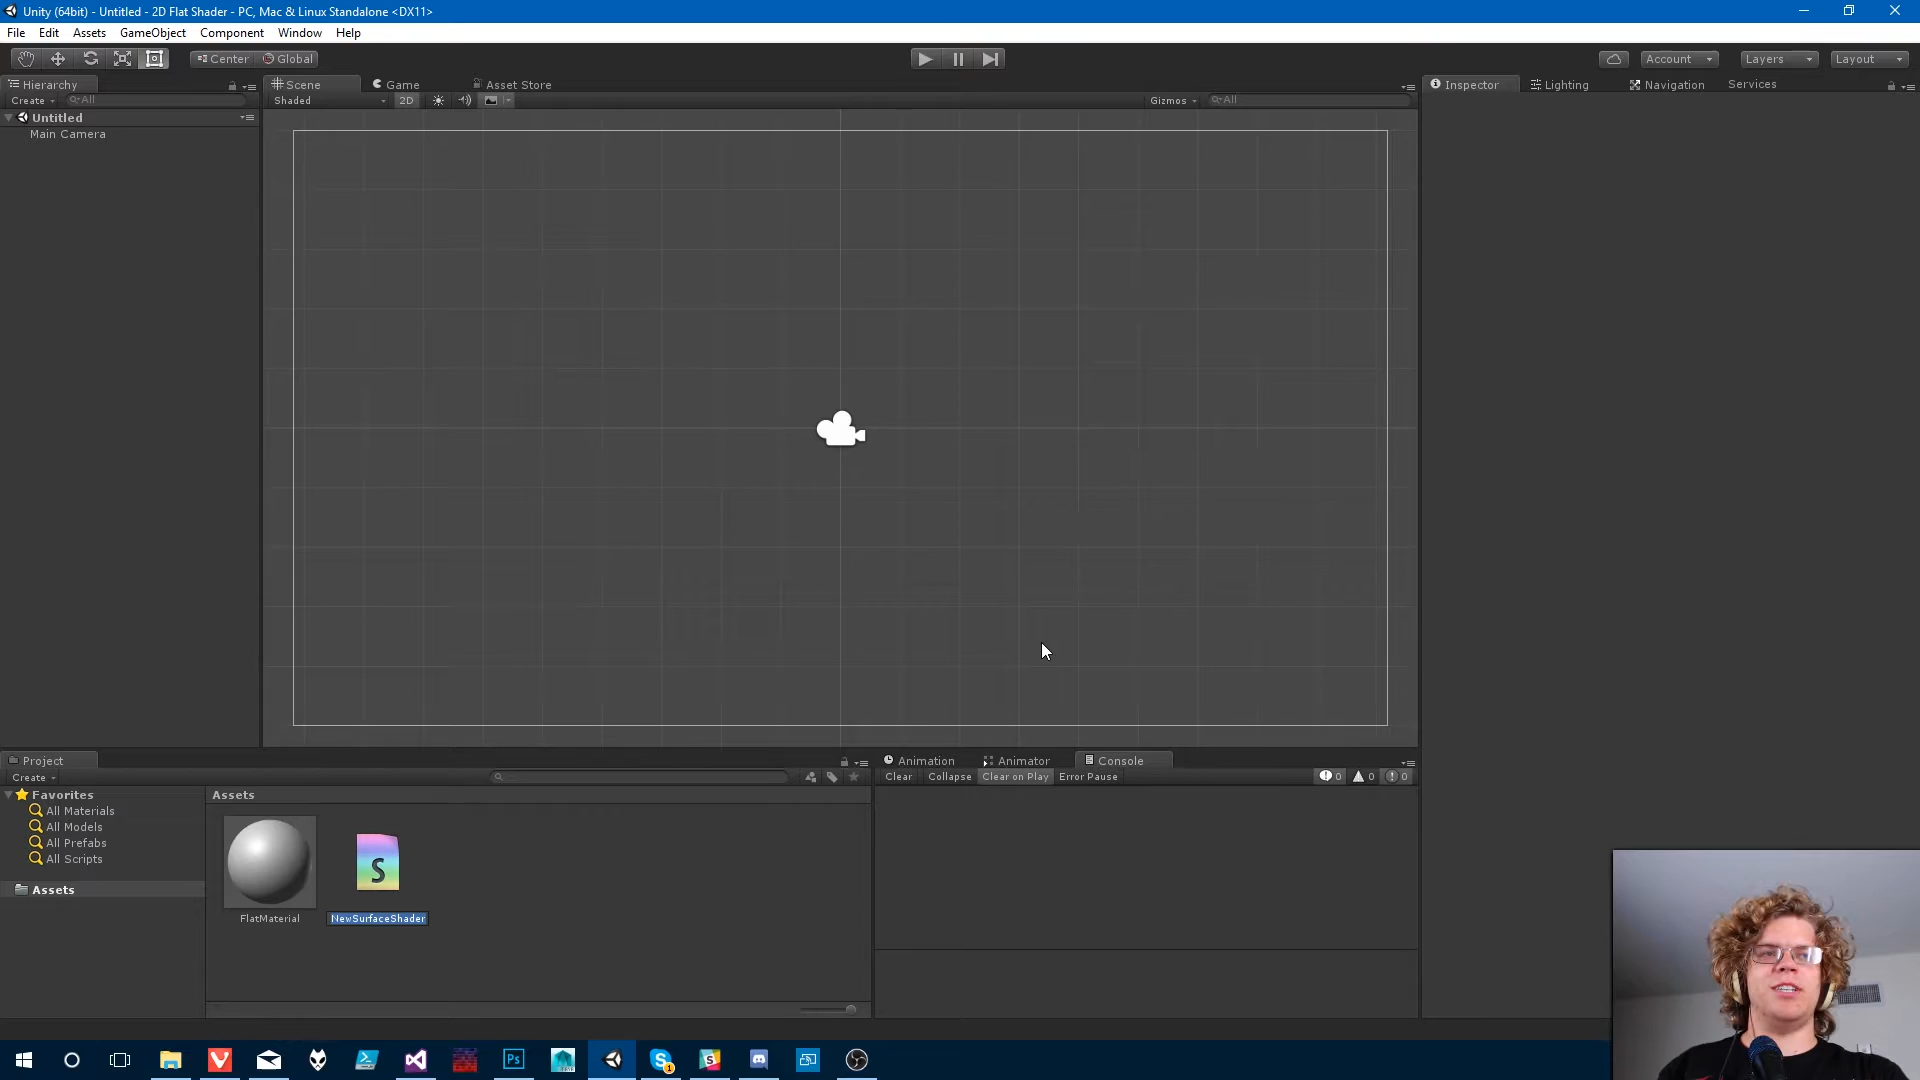 Unity (64bit) - Untitled - 2D Flat Shader - PC, Mac & Linux Standalone <DX11>
File Edit Assets GameObject Component Window Help
Center Global
Account Layers Layout
Hierarchy
Create All
Untitled
Main Camera
Scene Game Asset Store
Shaded 2D
Gizmos All
Inspector Lighting Navigation Services
Project
Create
Favorites
All Materials
All Models
All Prefabs
All Scripts
Assets
Assets
FlatMaterial
S
NewSurfaceShader
Animation Animator Console
Clear Collapse Clear on Play Error Pause
0 0 0
Ps
1